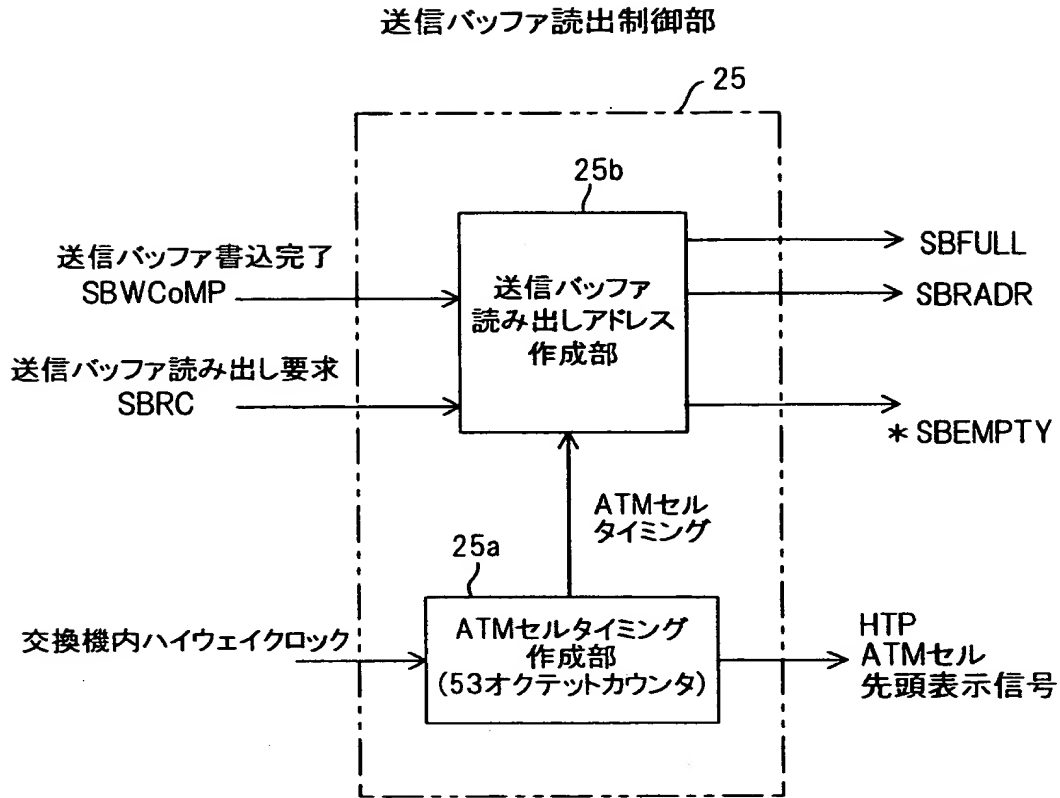 送信バッファ読出制御部
25
25b
送信バッファ書込完了
SBWCoMP
送信バッファ
読み出しアドレス
作成部
SBFULL
SBRADR
送信バッファ読み出し要求
SBRC
*SBEMPTY
ATMセル
タイミング
25a
交換機内ハイウェイクロック
ATMセルタイミング
作成部
(53オクテットカウンタ)
HTP
ATMセル
先頭表示信号